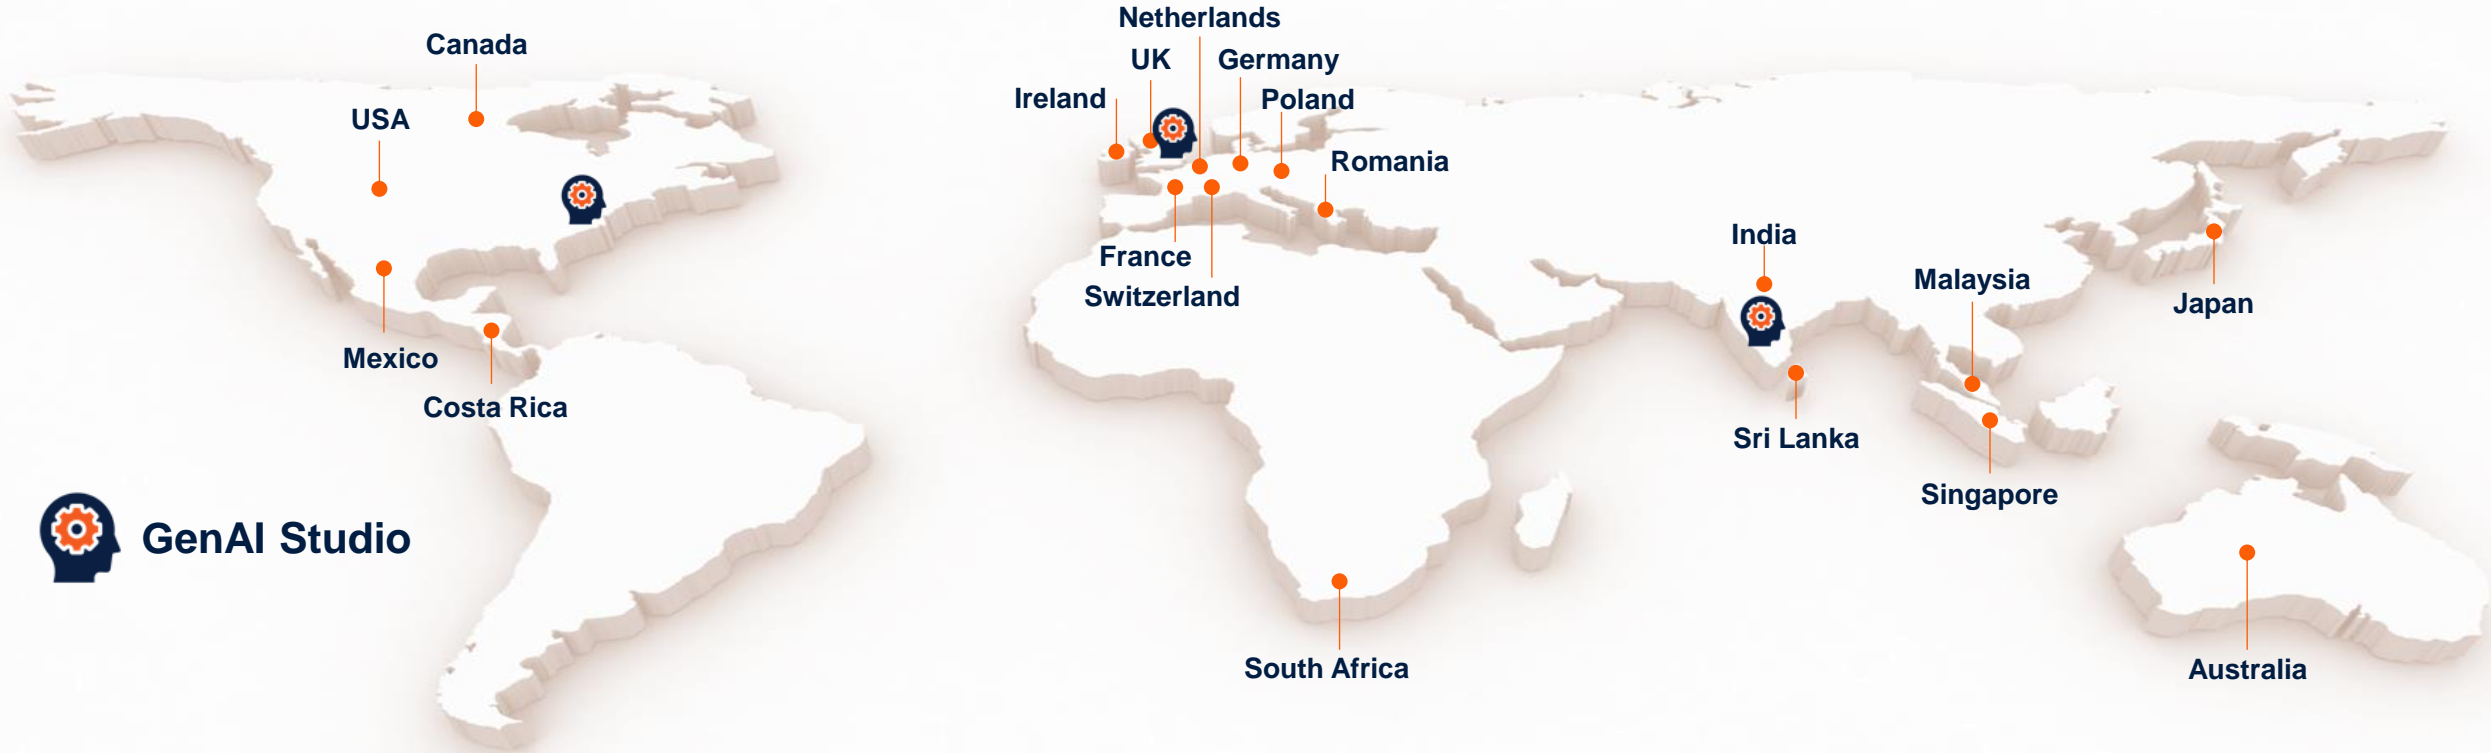 Netherlands
Canada
UK
Germany
Ireland
Poland
USA
Romania
India
France
Malaysia
Switzerland
Japan
Mexico
Costa Rica
Sri Lanka
Singapore
GenAI Studio
South Africa
Australia